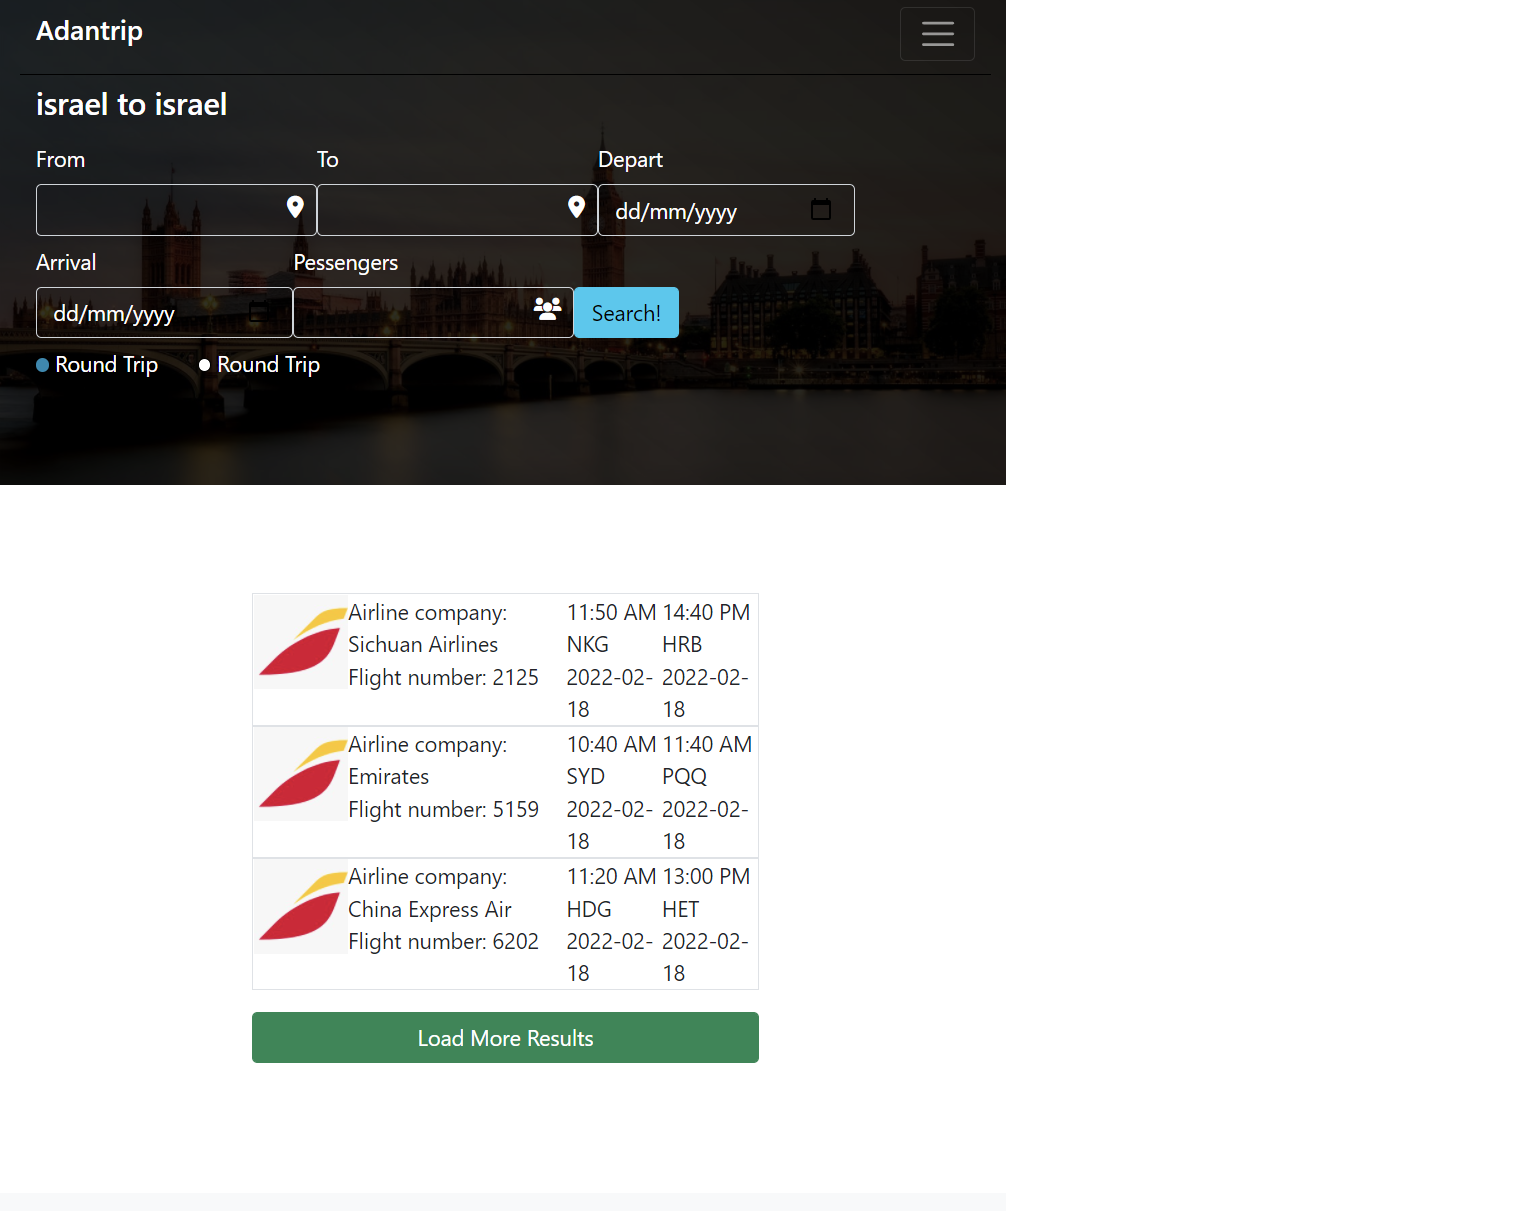 Adantrip
israel to israel
From To Depart
dd/mm/yyyy
Arrival Pessengers
dd/mm/yyyy Search!
Round Trip Round Trip
Airline company: 11:50 AM 14:40 PM
Sichuan Airlines NKG HRB
Flight number: 2125 2022-02- 2022-02-
18 18
Airline company: 10:40 AM 11:40 AM
Emirates SYD PQQ
Flight number: 5159 2022-02- 2022-02-
18 18
Airline company: 11:20 AM 13:00 PM
China Express Air HDG HET
Flight number: 6202 2022-02- 2022-02-
18 18
Load More Results